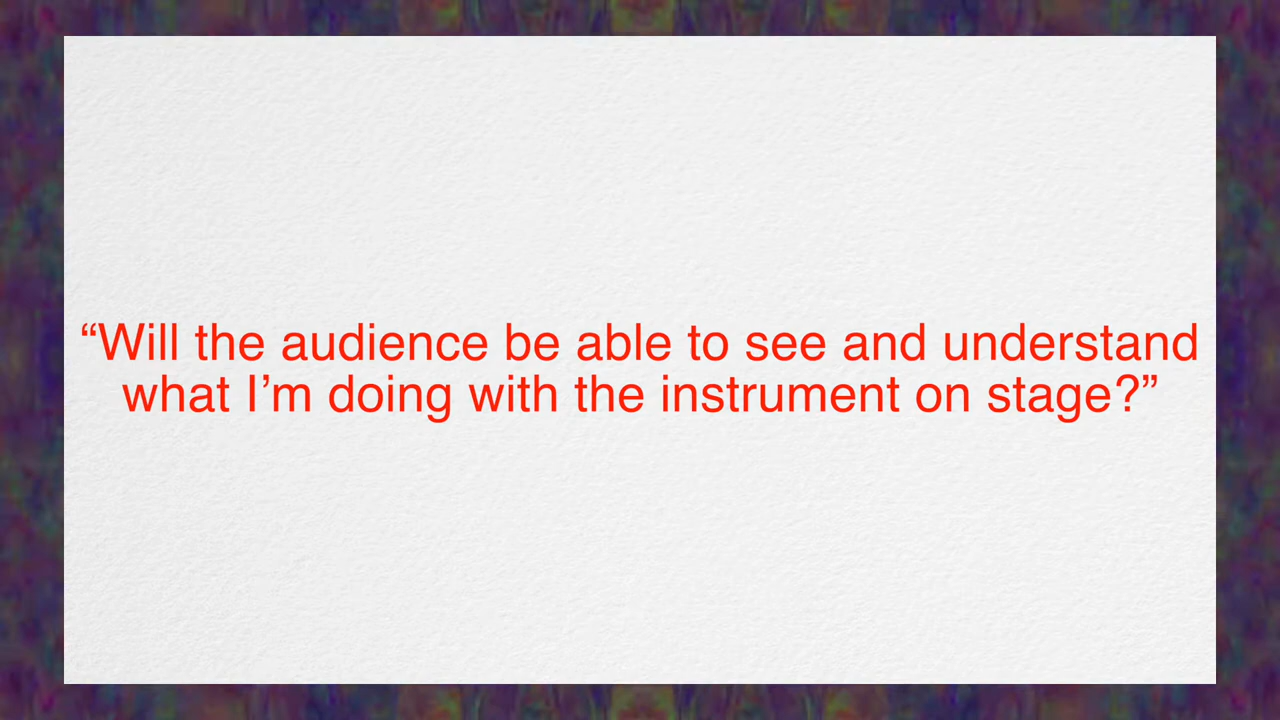 “Will the audience be able to see and understand
what I’m doing with the instrument on stage?”